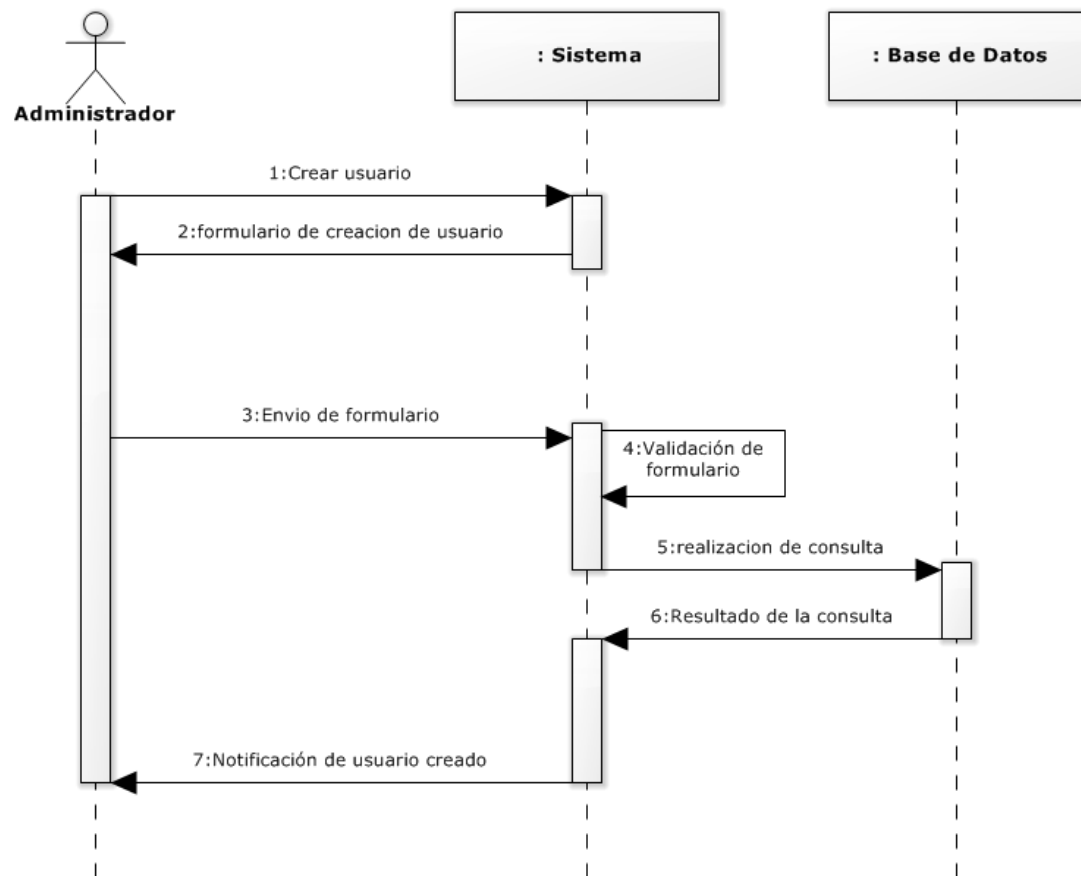 Administrador
: Sistema
: Base de Datos
1:Crear usuario
2:formulario de creacion de usuario
3:Envio de formulario
4:Validación de
formulario
5:realizacion de consulta
6:Resultado de la consulta
7:Notificación de usuario creado